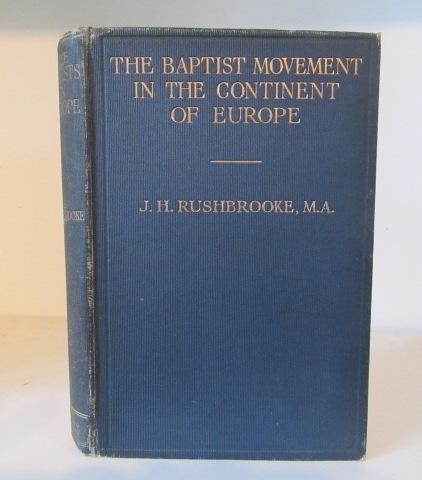 THE BAPTIST MOVEMENT
IN THE CONTINENT
OF EUROPE
J. H. RUSHBROOKE, M.A.